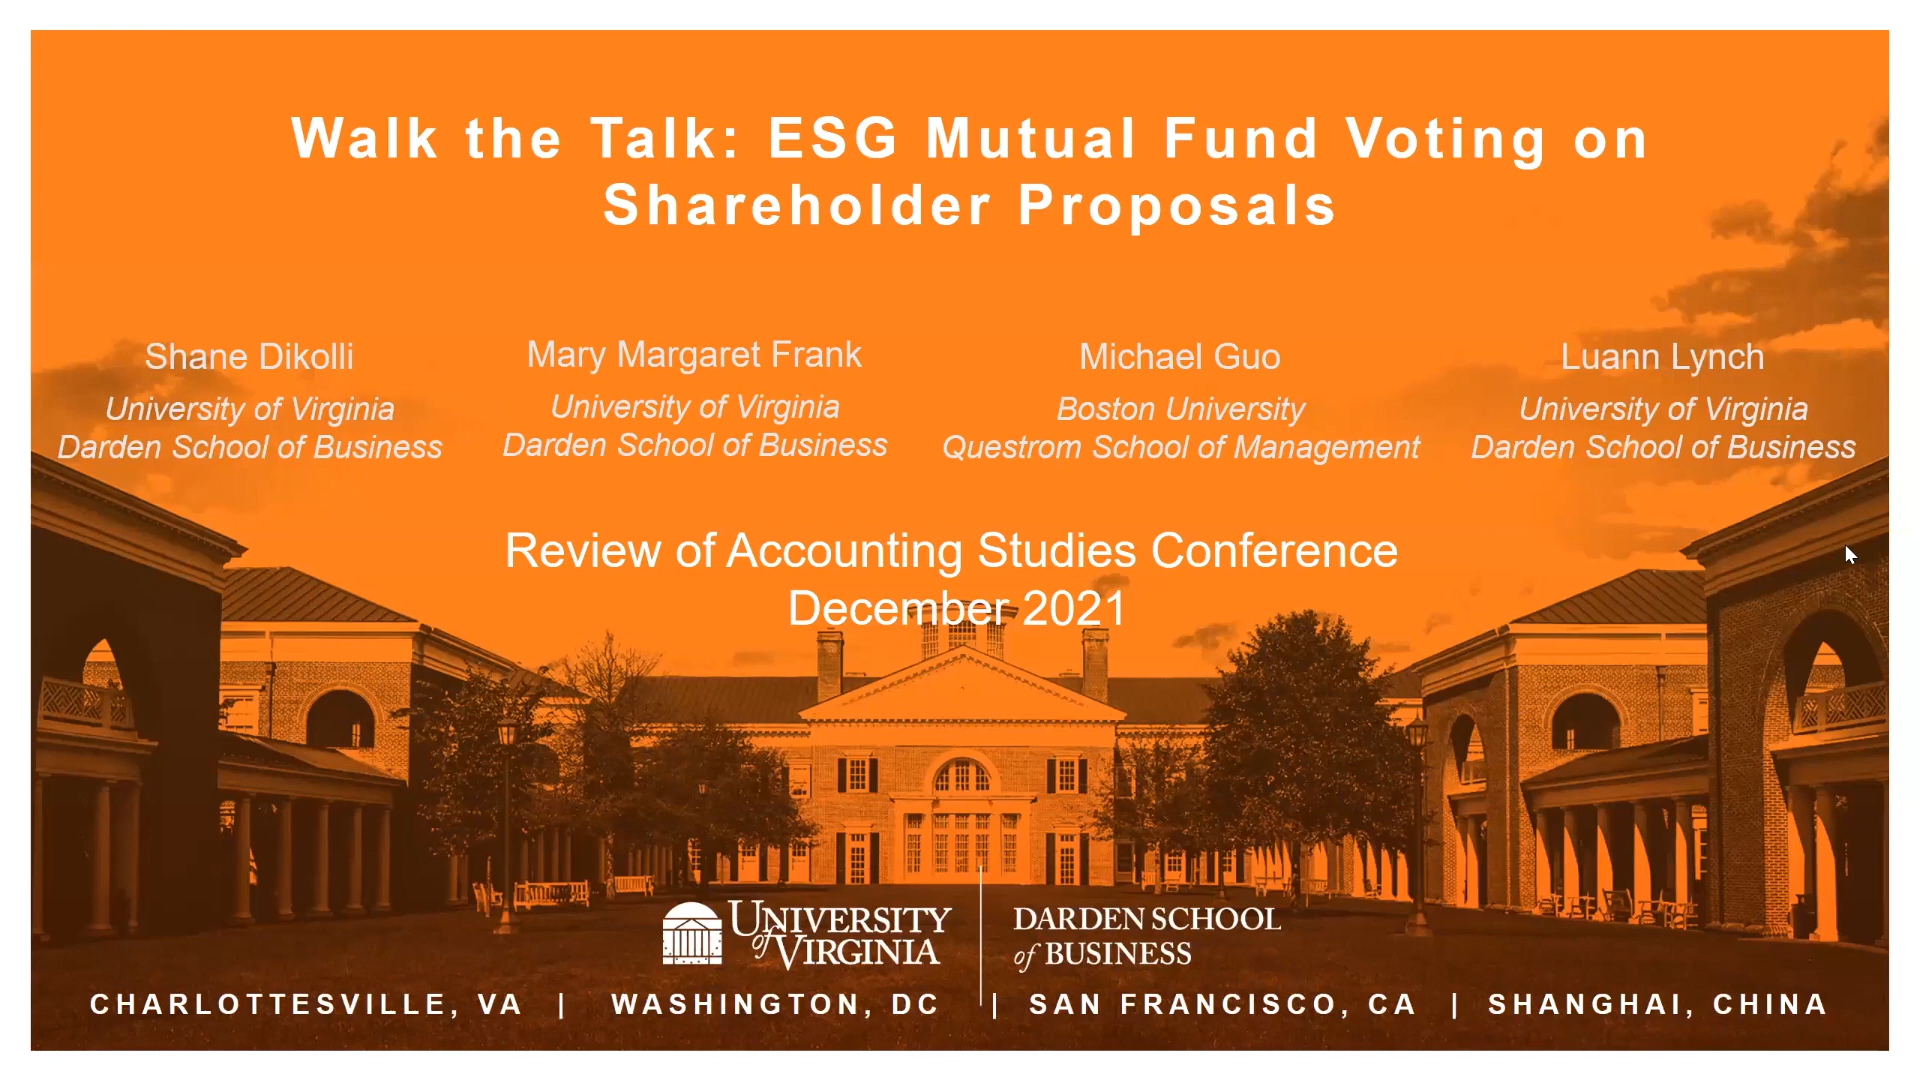 Walk the Talk: ESG Mutual Fund Voting on
Shareholder Proposals
Shane Dikolli
University of Virginia
Darden School of Business
Mary Margaret Frank
University of Virginia
Darden School of Business
Michael Guo
Boston University
Questrom School of Management
Luann Lynch
University of Virginia
Darden School of Business
Review of Accounting Studies Conference
December 2021
UNIVERSITY
of VIRGINIA
DARDEN SCHOOL
of BUSINESS
CHARLOTTESVILLE, VA | WASHINGTON, DC | SAN FRANCISCO, CA | SHANGHAI, CHINA